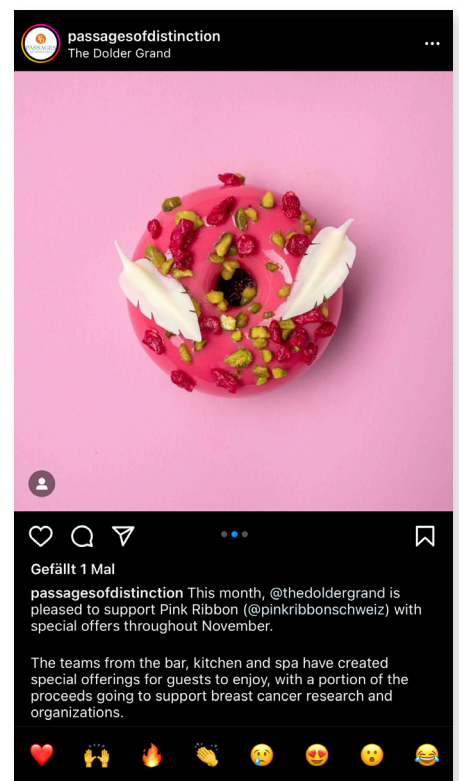 passagesofdistinction
The Dolder Grand
PASSAGES
Gefällt 1 Mal
passagesofdistinction This month, @thedoldergrand is
pleased to support Pink Ribbon (@pinkribbonschweiz) with
special offers throughout November.
The teams from the bar, kitchen and spa have created
special offerings for guests to enjoy, with a portion of the
proceeds going to support breast cancer research and
organizations.